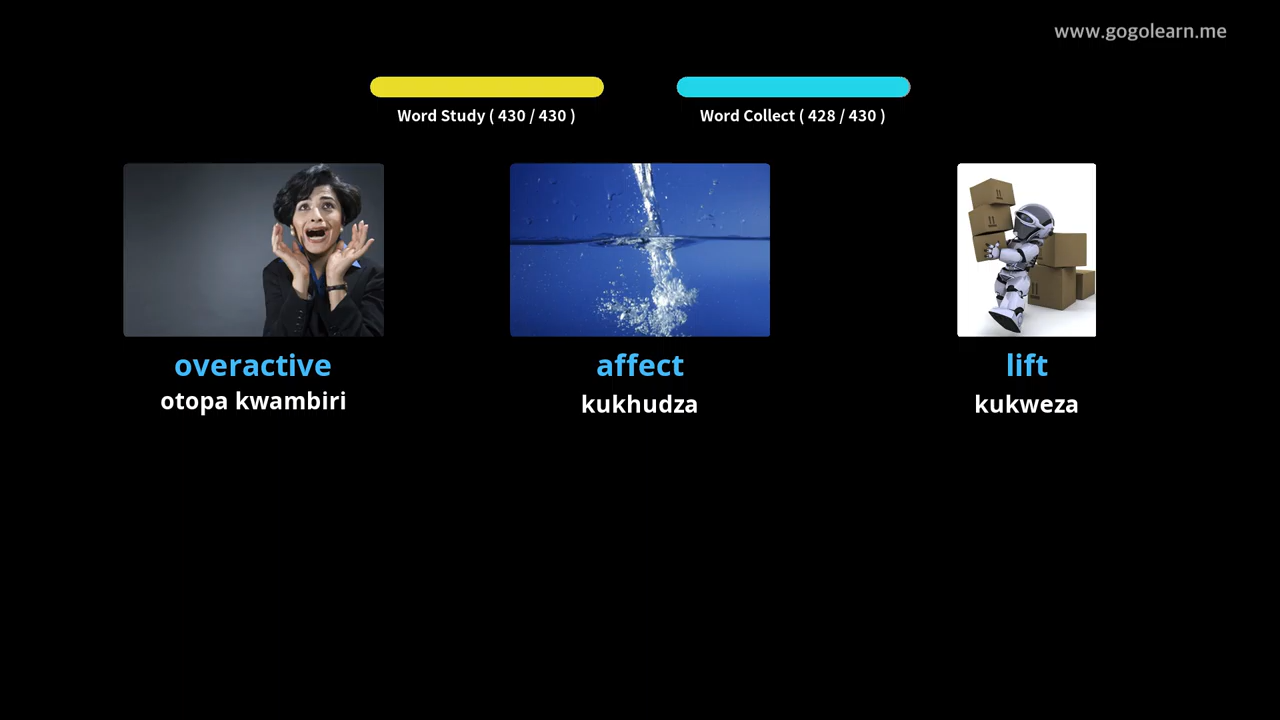 www.gogolearn.me
Word Study ( 430 / 430 )
Word Collect ( 428 / 430 )
overactive
otopa kwambiri
affect
kukhudza
lift
kukweza